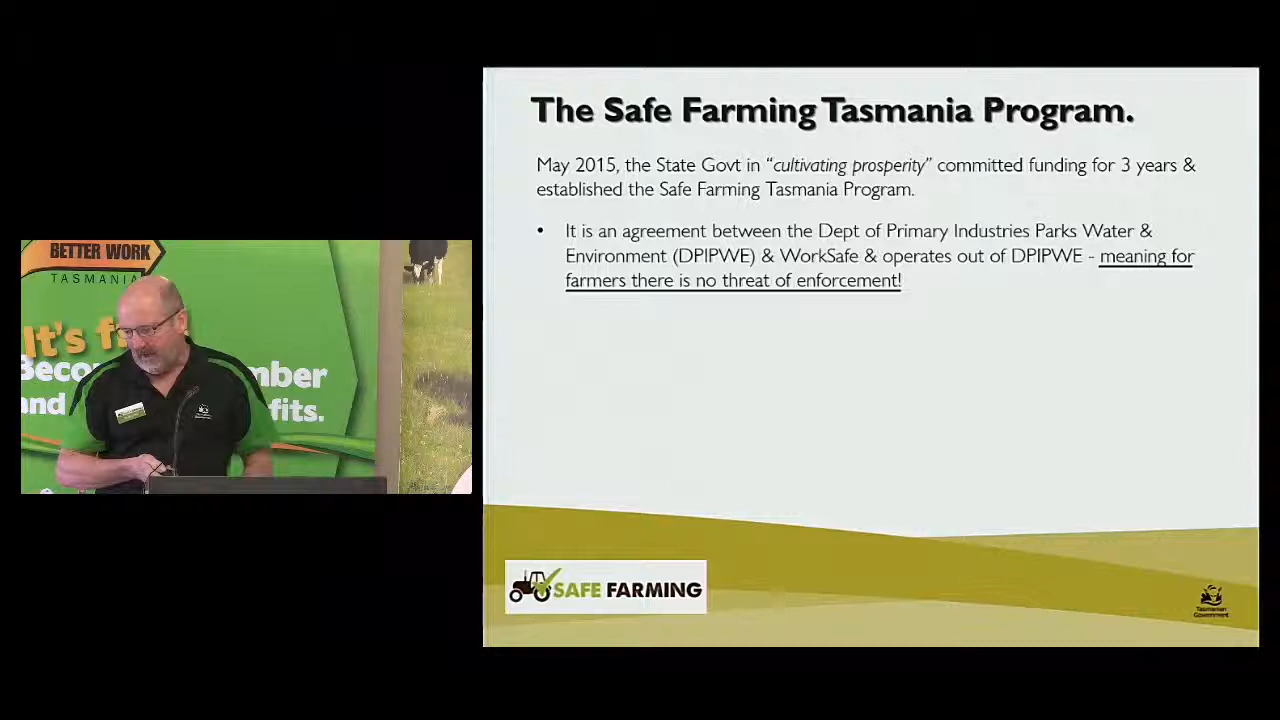 BETTER WORK
TASMANIA
It's f
Beco mber
and fits.
The Safe Farming Tasmania Program.
May 2015, the State Govt in “cultivating prosperity” committed funding for 3 years &
established the Safe Farming Tasmania Program.
• It is an agreement between the Dept of Primary Industries Parks Water &
Environment (DPIPWE) & WorkSafe & operates out of DPIPWE - meaning for
farmers there is no threat of enforcement!
SAFE FARMING
Tasmanian
Government